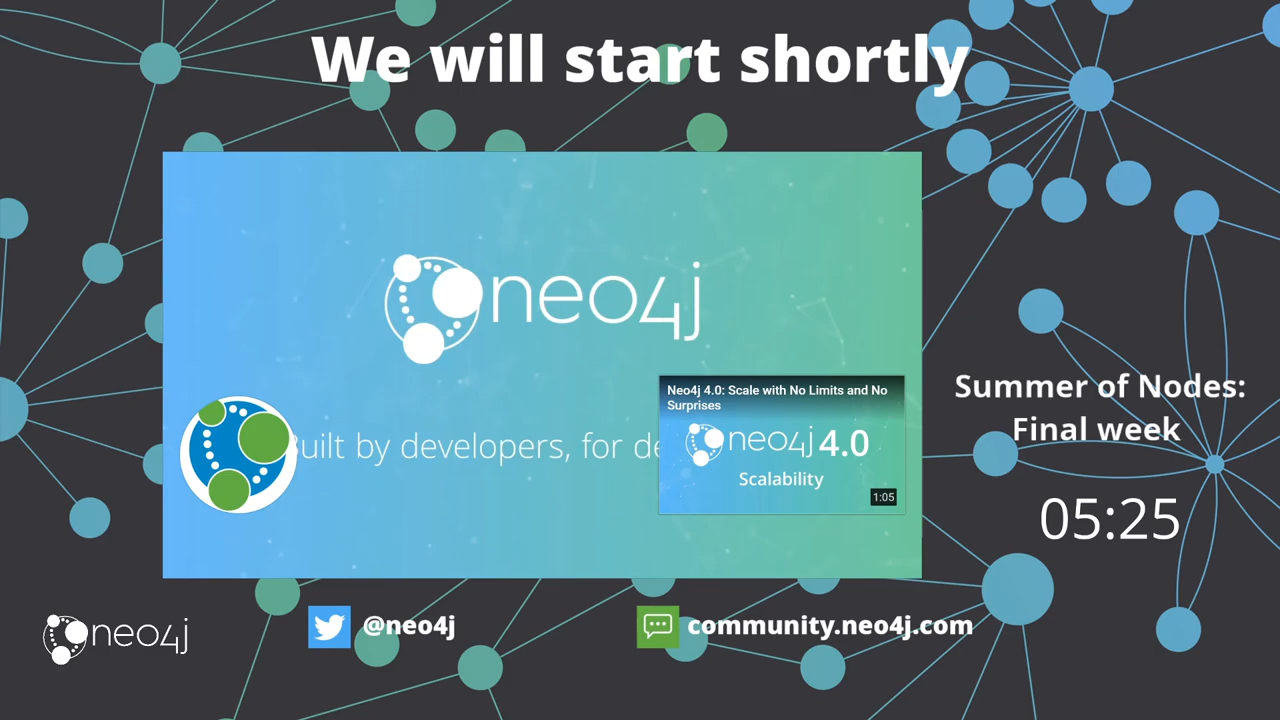 We will start shortly
neo4j
Built by developers, for de
Neo4j 4.0: Scale with No Limits and No
Surprises
neo4j 4.0
Scalability
1:05
Summer of Nodes:
Final week
05:25
neo4j
@neo4j
community.neo4j.com